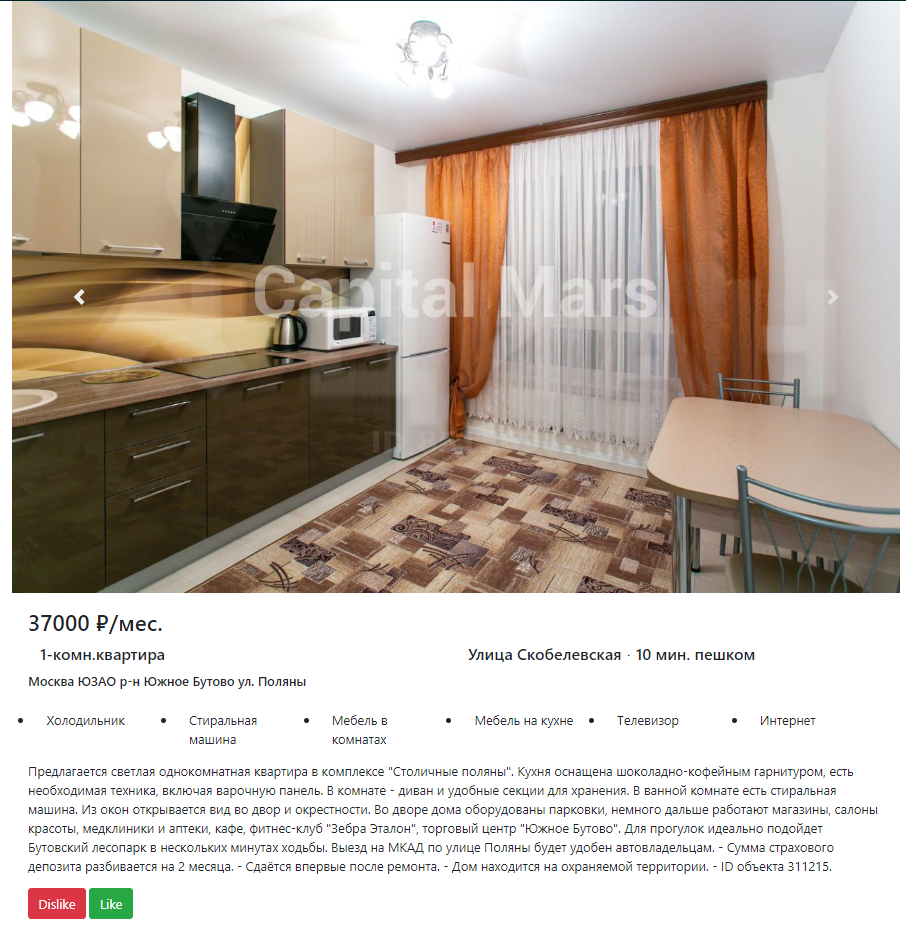 Capital Mars
37000 ₽/мес.
1-комн.квартира
Улица Скобелевская · 10 мин. пешком
Москва ЮЗАО р-н Южное Бутово ул. Поляны
Холодильник
Стиральная машина
Мебель в комнатах
Мебель на кухне
Телевизор
Интернет
Предлагается светлая однокомнатная квартира в комплексе "Столичные поляны". Кухня оснащена шоколадно-кофейным гарнитуром, есть
необходимая техника, включая варочную панель. В комнате - диван и удобные секции для хранения. В ванной комнате есть стиральная
машина. Из окон открывается вид во двор и окрестности. Во дворе дома оборудованы парковки, немного дальше работают магазины, салоны
красоты, медклиники и аптеки, кафе, фитнес-клуб "Зебра Эталон", торговый центр "Южное Бутово". Для прогулок идеально подойдет
Бутовский лесопарк в нескольких минутах ходьбы. Выезд на МКАД по улице Поляны будет удобен автовладельцам. - Сумма страхового
депозита разбивается на 2 месяца. - Сдаётся впервые после ремонта. - Дом находится на охраняемой территории. - ID объекта 311215.
Dislike
Like